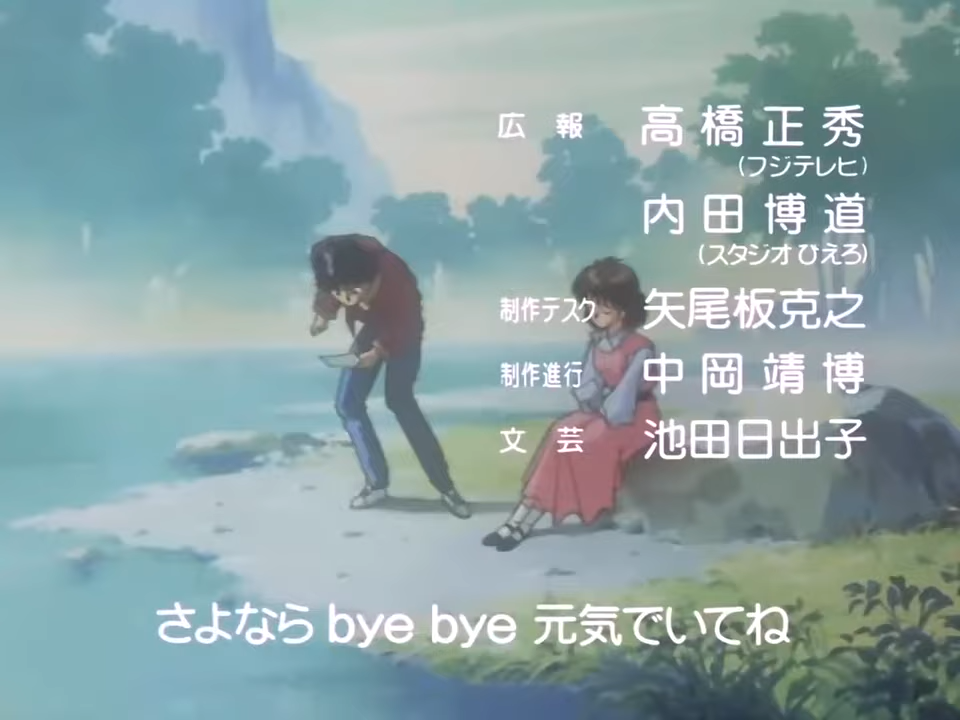 広報 高橋正秀
(フジテレビ)
内田博道
(スタジオぴえろ)
制作デスク 矢尾板克之
制作進行 中岡靖博
文芸 池田日出子
さよなら bye bye 元気でいてね